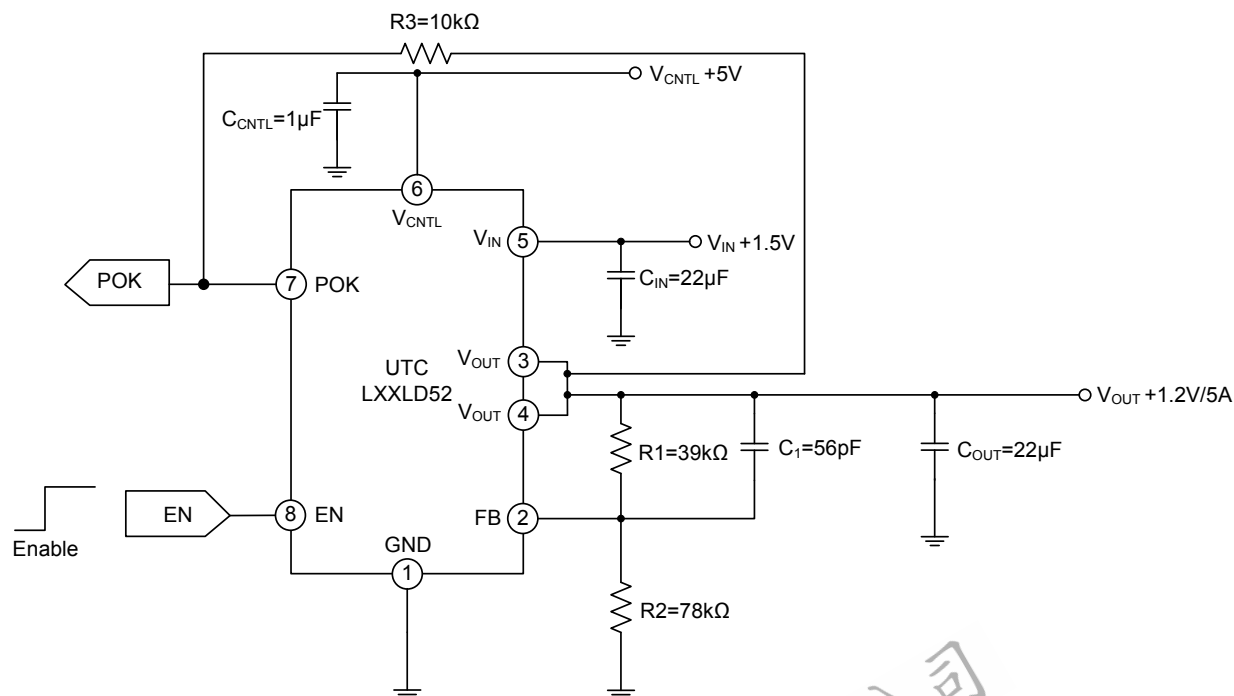 R3=10kΩ
VCNTL +5V
CCNTL=1μF
6
VCNTL
VIN
5
VIN +1.5V
CIN=22μF
POK
7
POK
VOUT
3
UTC
LXXLD52
VOUT
4
VOUT +1.2V/5A
R1=39kΩ
C1=56pF
COUT=22μF
Enable
EN
8
EN
FB
2
GND
1
R2=78kΩ
司